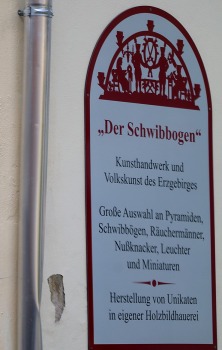 „Der Schwibbogen“
Kunsthandwerk und
Volkskunst des Erzgebirges
Große Auswahl an Pyramiden,
Schwibbögen, Räuchermänner,
Nußknacker, Leuchter
und Miniaturen
Herstellung von Unikaten
in eigener Holzbildhauerei